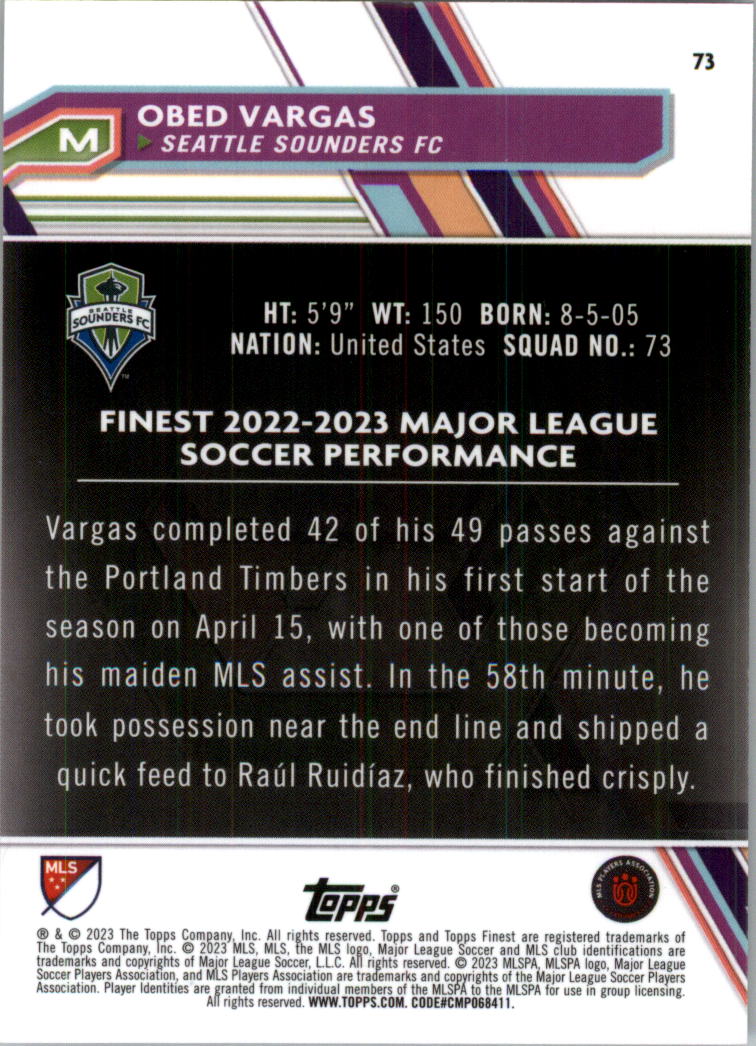 73
OBED VARGAS
M
SEATTLE SOUNDERS FC
SEATTLE
SOUNDERS FC
TM
HT: 5'9" WT: 150 BORN: 8-5-05
NATION: United States SQUAD NO.: 73
FINEST 2022-2023 MAJOR LEAGUE
SOCCER PERFORMANCE
Vargas completed 42 of his 49 passes against
the Portland Timbers in his first start of the
season on April 15, with one of those becoming
his maiden MLS assist. In the 58th minute, he
took possession near the end line and shipped a
quick feed to Raúl Ruidíaz, who finished crisply.
MLS
Topps®
MLS PLAYERS ASSOCIATION
® & © 2023 The Topps Company, Inc. All rights reserved. Topps and Topps Finest are registered trademarks of
The Topps Company, Inc. © 2023 MLS, MLS, the MLS logo, Major League Soccer and MLS club identifications are
trademarks and copyrights of Major League Soccer, L.L.C. All rights reserved. © 2023 MLSPA, MLSPA logo, Major League
Soccer Players Association, and MLS Players Association are trademarks and copyrights of the Major League Soccer Players
Association. Player Identities are granted from individual members of the MLSPA to the MLSPA for use in group licensing.
All rights reserved. WWW.TOPPS.COM. CODE#CMP068411.